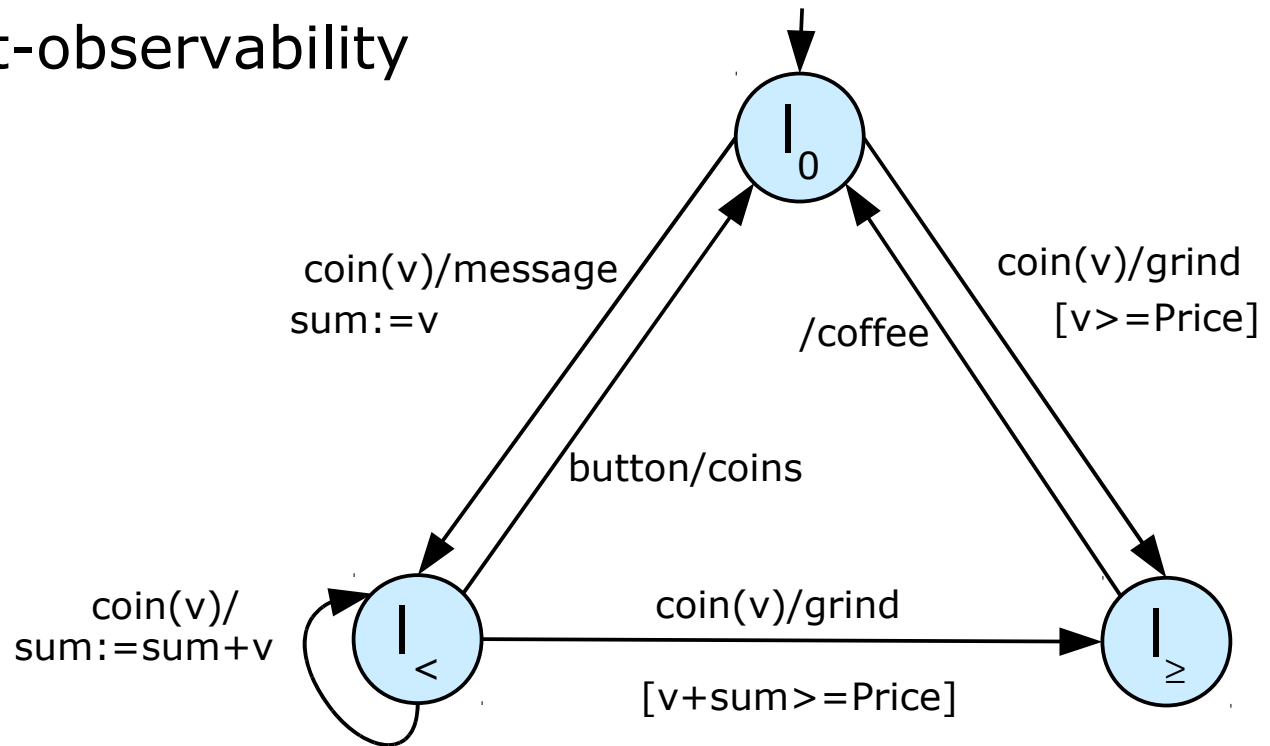 t-observability
l0
coin(v)/message
sum:=v
coin(v)/grind
[v>=Price]
/coffee
button/coins
coin(v)/
sum:=sum+v
l<
coin(v)/grind
[v+sum>=Price]
l≥